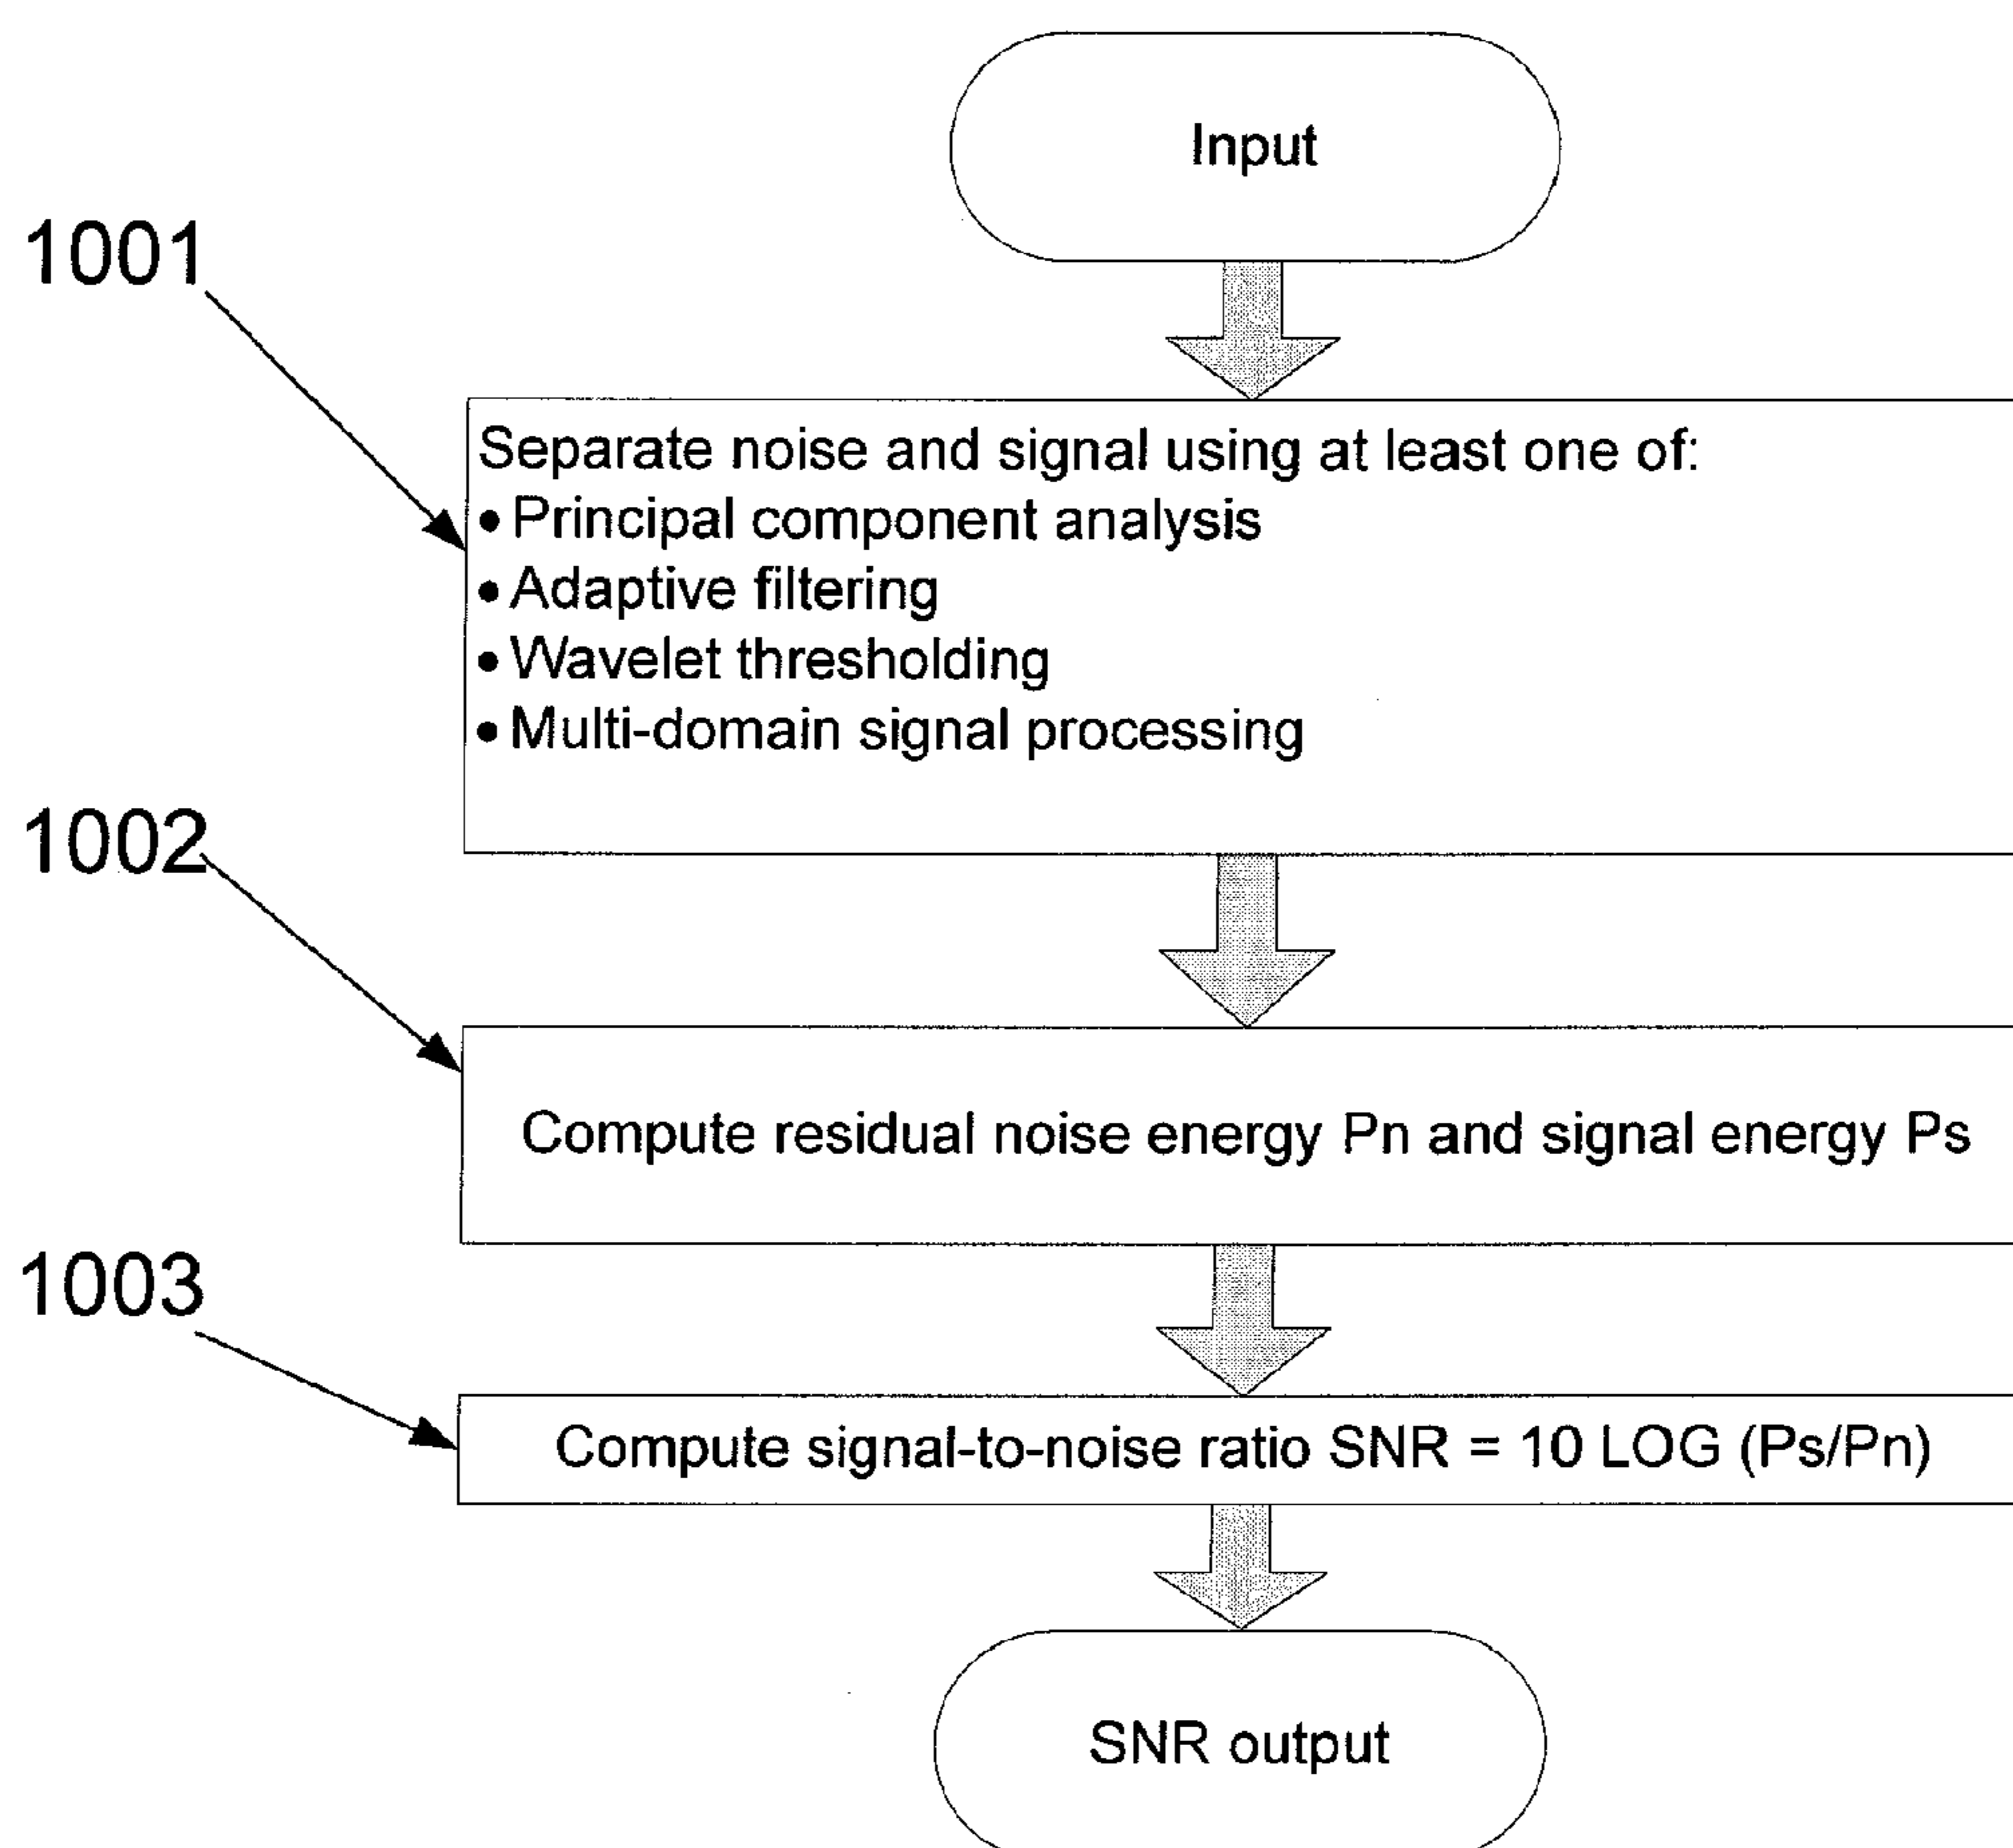 Input
1001
Separate noise and signal using at least one of:
• Principal component analysis
• Adaptive filtering
• Wavelet thresholding
• Multi-domain signal processing
1002
Compute residual noise energy Pn and signal energy Ps
1003
Compute signal-to-noise ratio SNR = 10 LOG (Ps/Pn)
SNR output